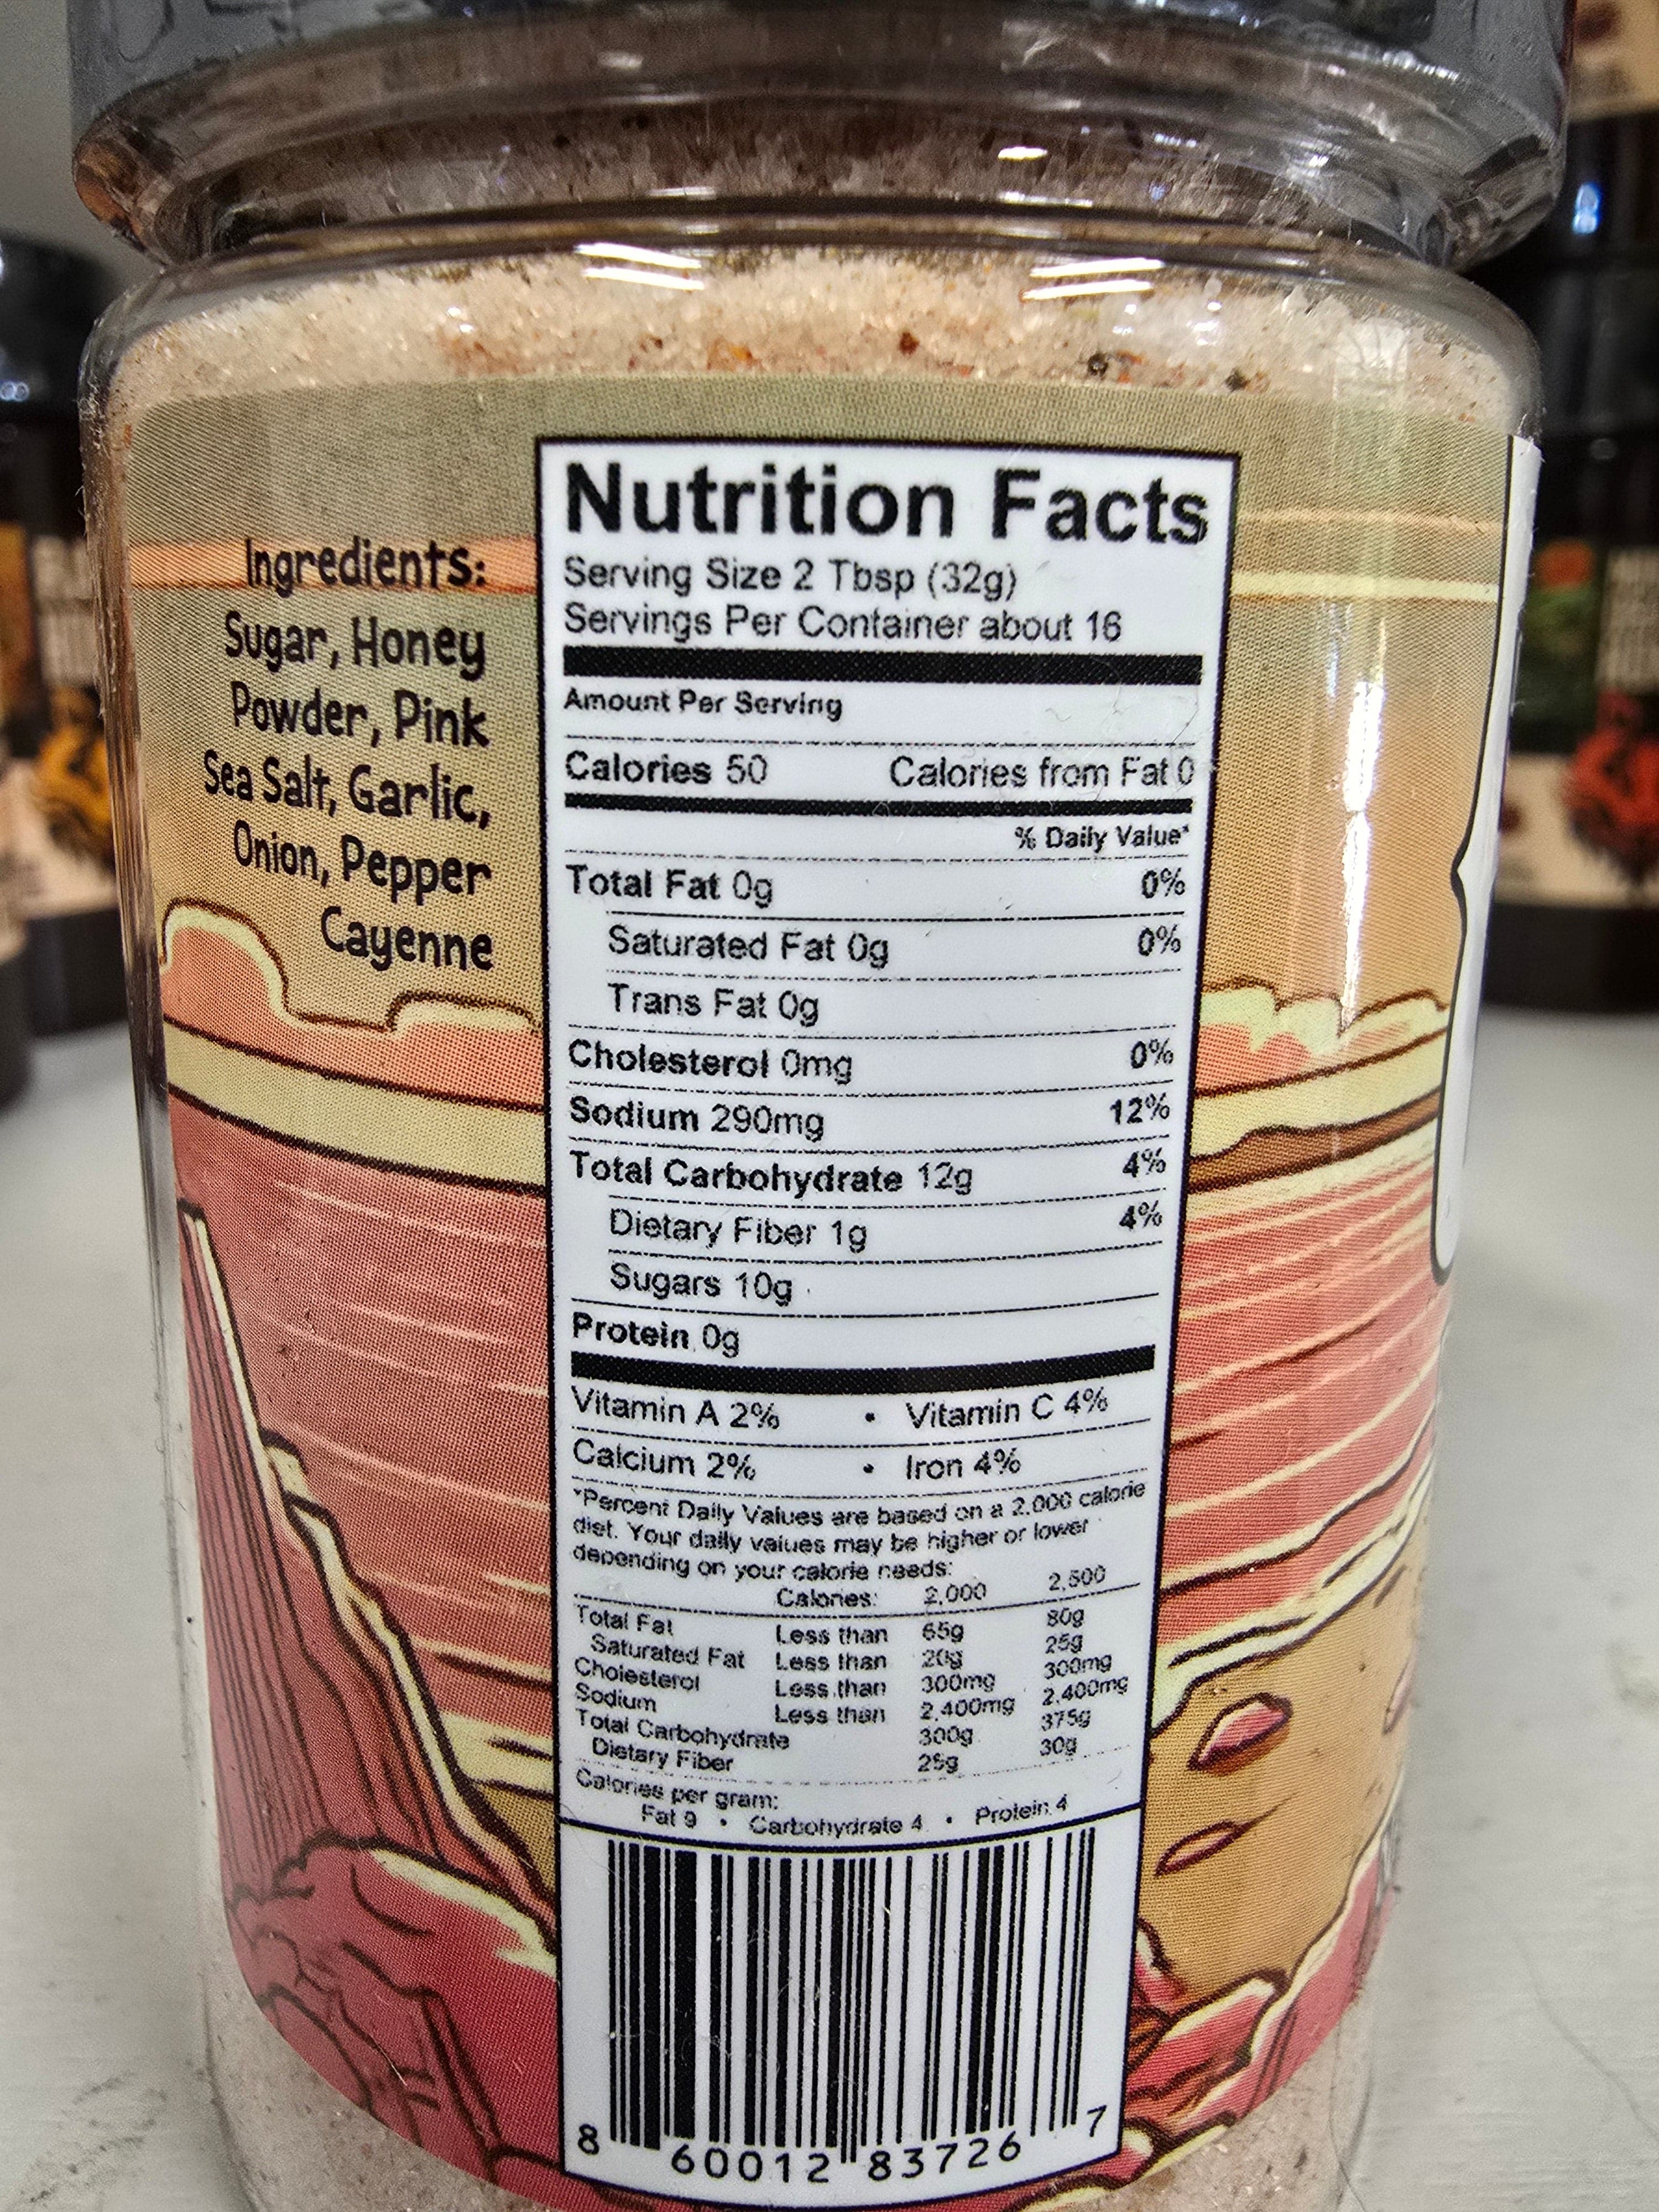 Ingredients:
Sugar, Honey
Powder, Pink
Sea Salt, Garlic,
Onion, Pepper
Cayenne
Nutrition Facts
Serving Size 2 Tbsp (32g)
Servings Per Container about 16
Amount Per Serving
Calories 50 Calories from Fat 0
% Daily Value*
Total Fat 0g 0%
Saturated Fat 0g 0%
Trans Fat 0g
Cholesterol 0mg 0%
Sodium 290mg 12%
Total Carbohydrate 12g 4%
Dietary Fiber 1g 4%
Sugars 10g
Protein 0g
Vitamin A 2% • Vitamin C 4%
Calcium 2% • Iron 4%
*Percent Daily Values are based on a 2,000 calorie
diet. Your daily values may be higher or lower
depending on your calorie needs:
Calories: 2,000 2,500
Total Fat Less than 65g 80g
Saturated Fat Less than 20g 25g
Cholesterol Less than 300mg 300mg
Sodium Less than 2,400mg 2,400mg
Total Carbohydrate 300g 375g
Dietary Fiber 25g 30g
Calories per gram:
Fat 9 • Carbohydrate 4 • Protein 4
8 60012 83726 7